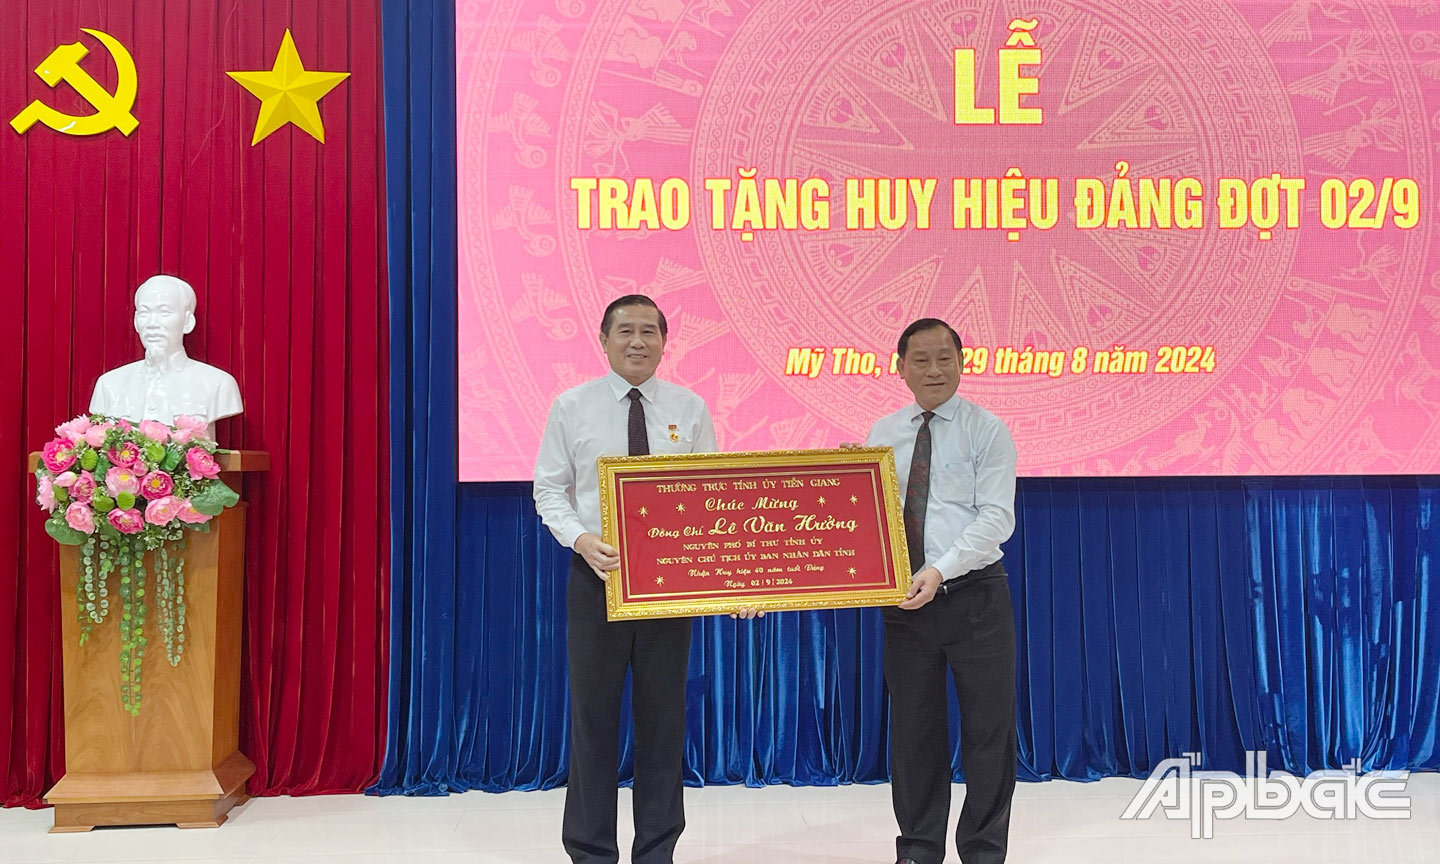 LỄ
TRAO TẶNG HUY HIỆU ĐẢNG ĐỢT 02/9
Mỹ Tho, 29 tháng 8 năm 2024
THƯỜNG TRỰC TỈNH ỦY TIỀN GIANG
Chúc Mừng
Đồng Chí Lê Văn Hưởng
NGUYÊN PHÓ BÍ THƯ TỈNH ỦY
NGUYÊN CHỦ TỊCH ỦY BAN NHÂN DÂN TỈNH
Nhận Huy hiệu 40 năm tuổi Đảng
Ngày 02|9|2024
Apbac